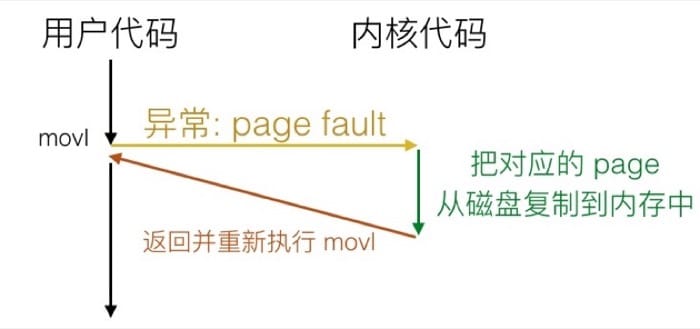 用户代码
内核代码
异常: page fault
movl
把对应的 page
从磁盘复制到内存中
返回并重新执行 movl